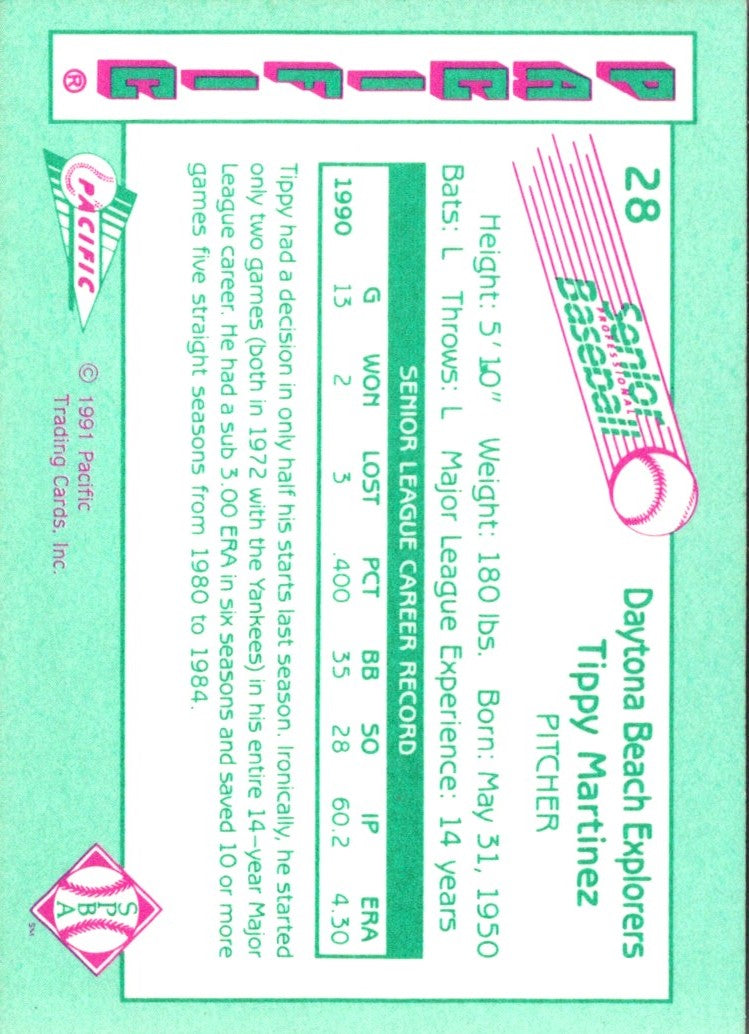 PACIFIC®
28
Senior
PROFESSIONAL
Baseball
Daytona Beach Explorers
Tippy Martinez
PITCHER
Height: 5'10" Weight: 180 lbs. Born: May 31, 1950
Bats: L Throws: L Major League Experience: 14 years
SENIOR LEAGUE CAREER RECORD
G WON LOST PCT BB SO IP ERA
1990 13 2 3 .400 35 28 60.2 4.30
Tippy had a decision in only half his starts last season. Ironically, he started
only two games (both in 1972 with the Yankees) in his entire 14-year Major
League career. He had a sub 3.00 ERA in six seasons and saved 10 or more
games five straight seasons from 1980 to 1984.
PACIFIC
© 1991 Pacific
Trading Cards, Inc.
SPBA
SM